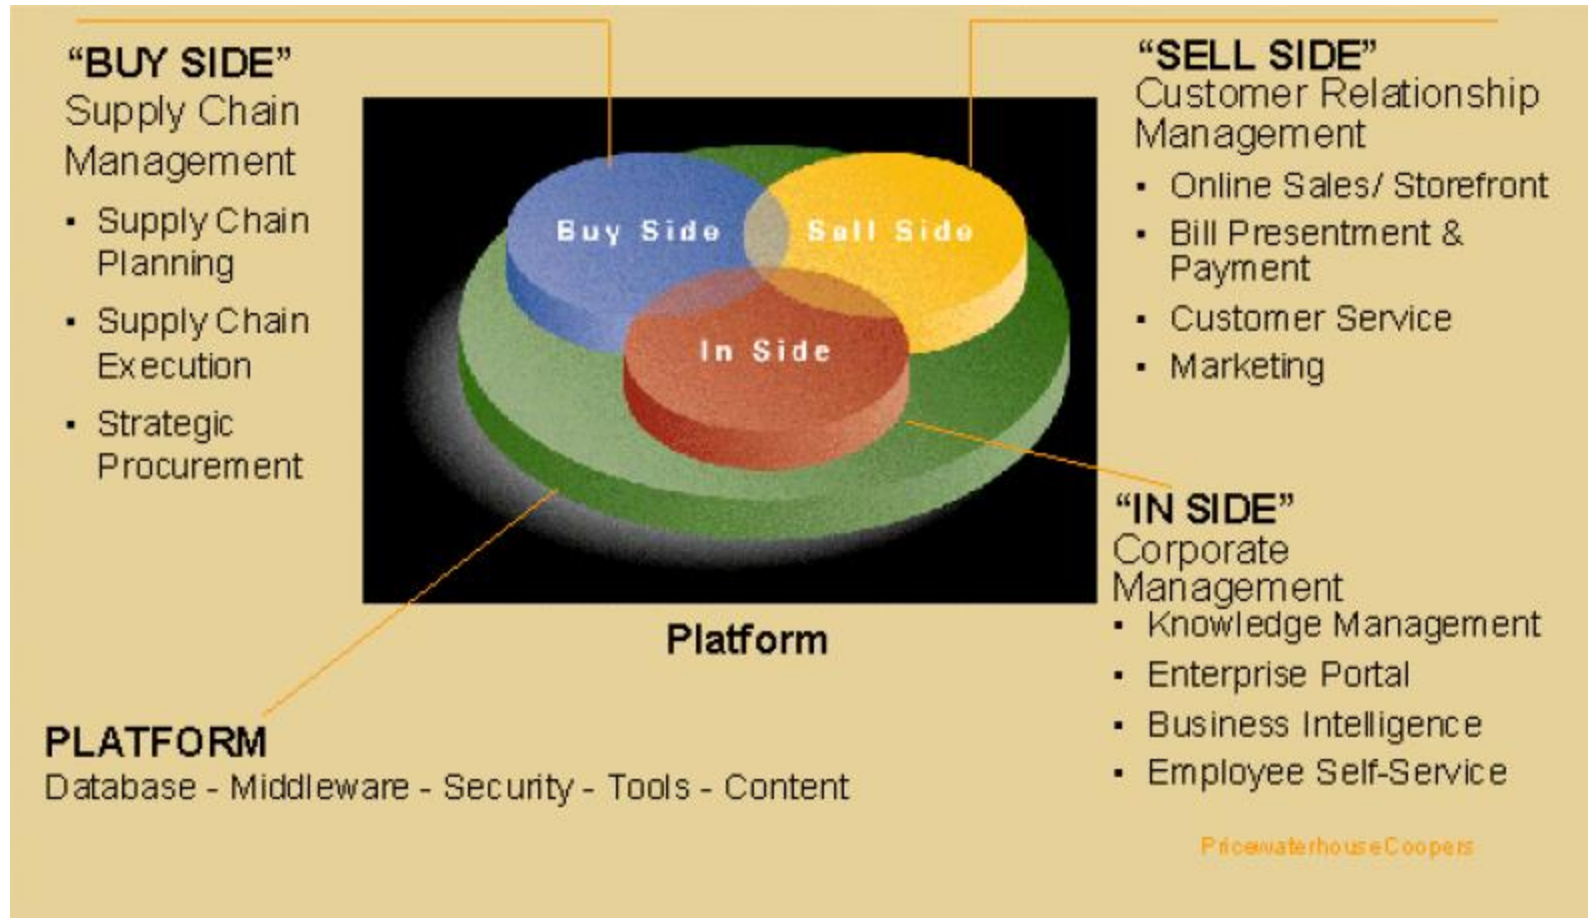 “BUY SIDE”
Supply Chain
Management
▪ Supply Chain
Planning
▪ Supply Chain
Execution
▪ Strategic
Procurement
Buy Side
Sell Side
In Side
Platform
“SELL SIDE”
Customer Relationship
Management
▪ Online Sales/ Storefront
▪ Bill Presentment &
Payment
▪ Customer Service
▪ Marketing
“IN SIDE”
Corporate
Management
▪ Knowledge Management
▪ Enterprise Portal
▪ Business Intelligence
▪ Employee Self-Service
PLATFORM
Database - Middleware - Security - Tools - Content
PricewaterhouseCoopers